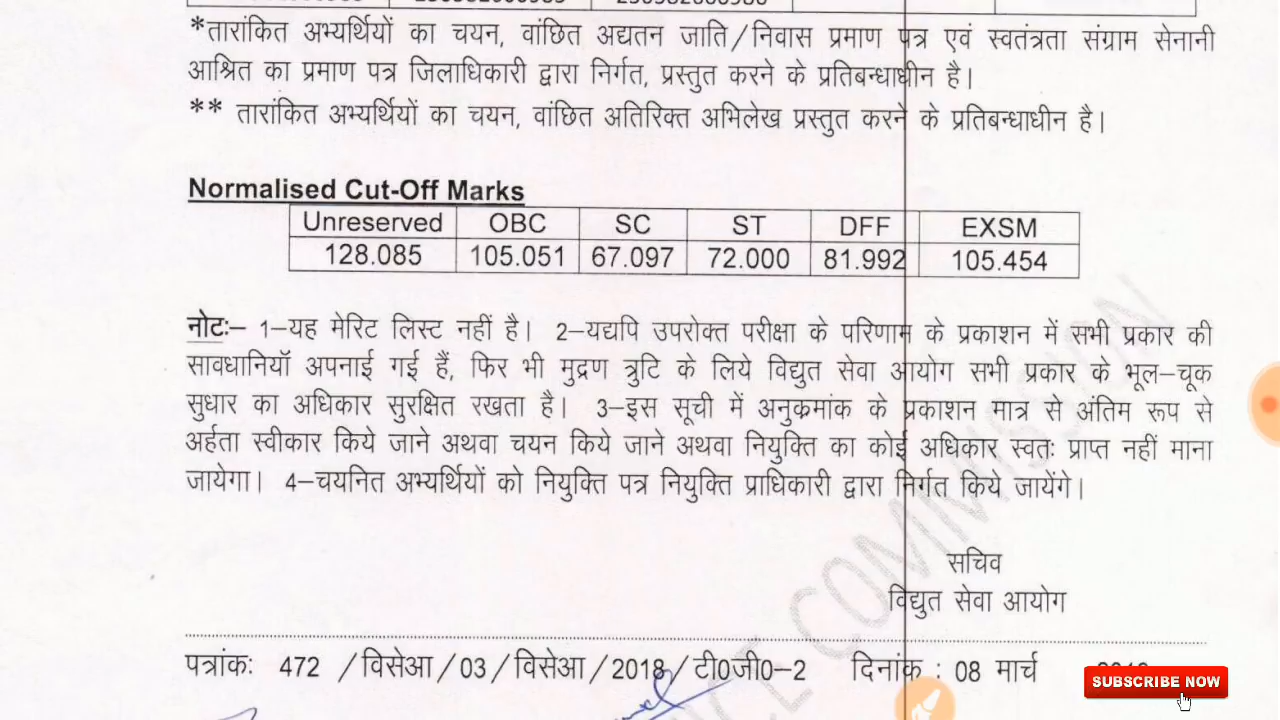 *तारांकित अभ्यर्थियों का चयन, वांछित अद्यतन जाति/निवास प्रमाण पत्र एवं स्वतंत्रता संग्राम सेनानी
आश्रित का प्रमाण पत्र जिलाधिकारी द्वारा निर्गत, प्रस्तुत करने के प्रतिबन्धाधीन है।
** तारांकित अभ्यर्थियों का चयन, वांछित अतिरिक्त अभिलेख प्रस्तुत करने के प्रतिबन्धाधीन है।
Normalised Cut-Off Marks
Unreserved OBC SC ST DFF EXSM
128.085 105.051 67.097 72.000 81.992 105.454
नोटः– 1–यह मेरिट लिस्ट नहीं है। 2–यद्यपि उपरोक्त परीक्षा के परिणाम के प्रकाशन में सभी प्रकार की
सावधानियॉ अपनाई गई हैं, फिर भी मुद्रण त्रुटि के लिये विद्युत सेवा आयोग सभी प्रकार के भूल–चूक
सुधार का अधिकार सुरक्षित रखता है। 3–इस सूची में अनुकमांक के प्रकाशन मात्र से अंतिम रूप से
अर्हता स्वीकार किये जाने अथवा चयन किये जाने अथवा नियुक्ति का कोई अधिकार स्वतः प्राप्त नहीं माना
जायेगा। 4–चयनित अभ्यर्थियों को नियुक्ति पत्र नियुक्ति प्राधिकारी द्वारा निर्गत किये जायेंगे।
सचिव
विद्युत सेवा आयोग
पत्रांकः 472 /विसेआ/03/विसेआ/2018/टी0जी0–2 दिनांक : 08 मार्च
SUBSCRIBE NOW
COMMISSION